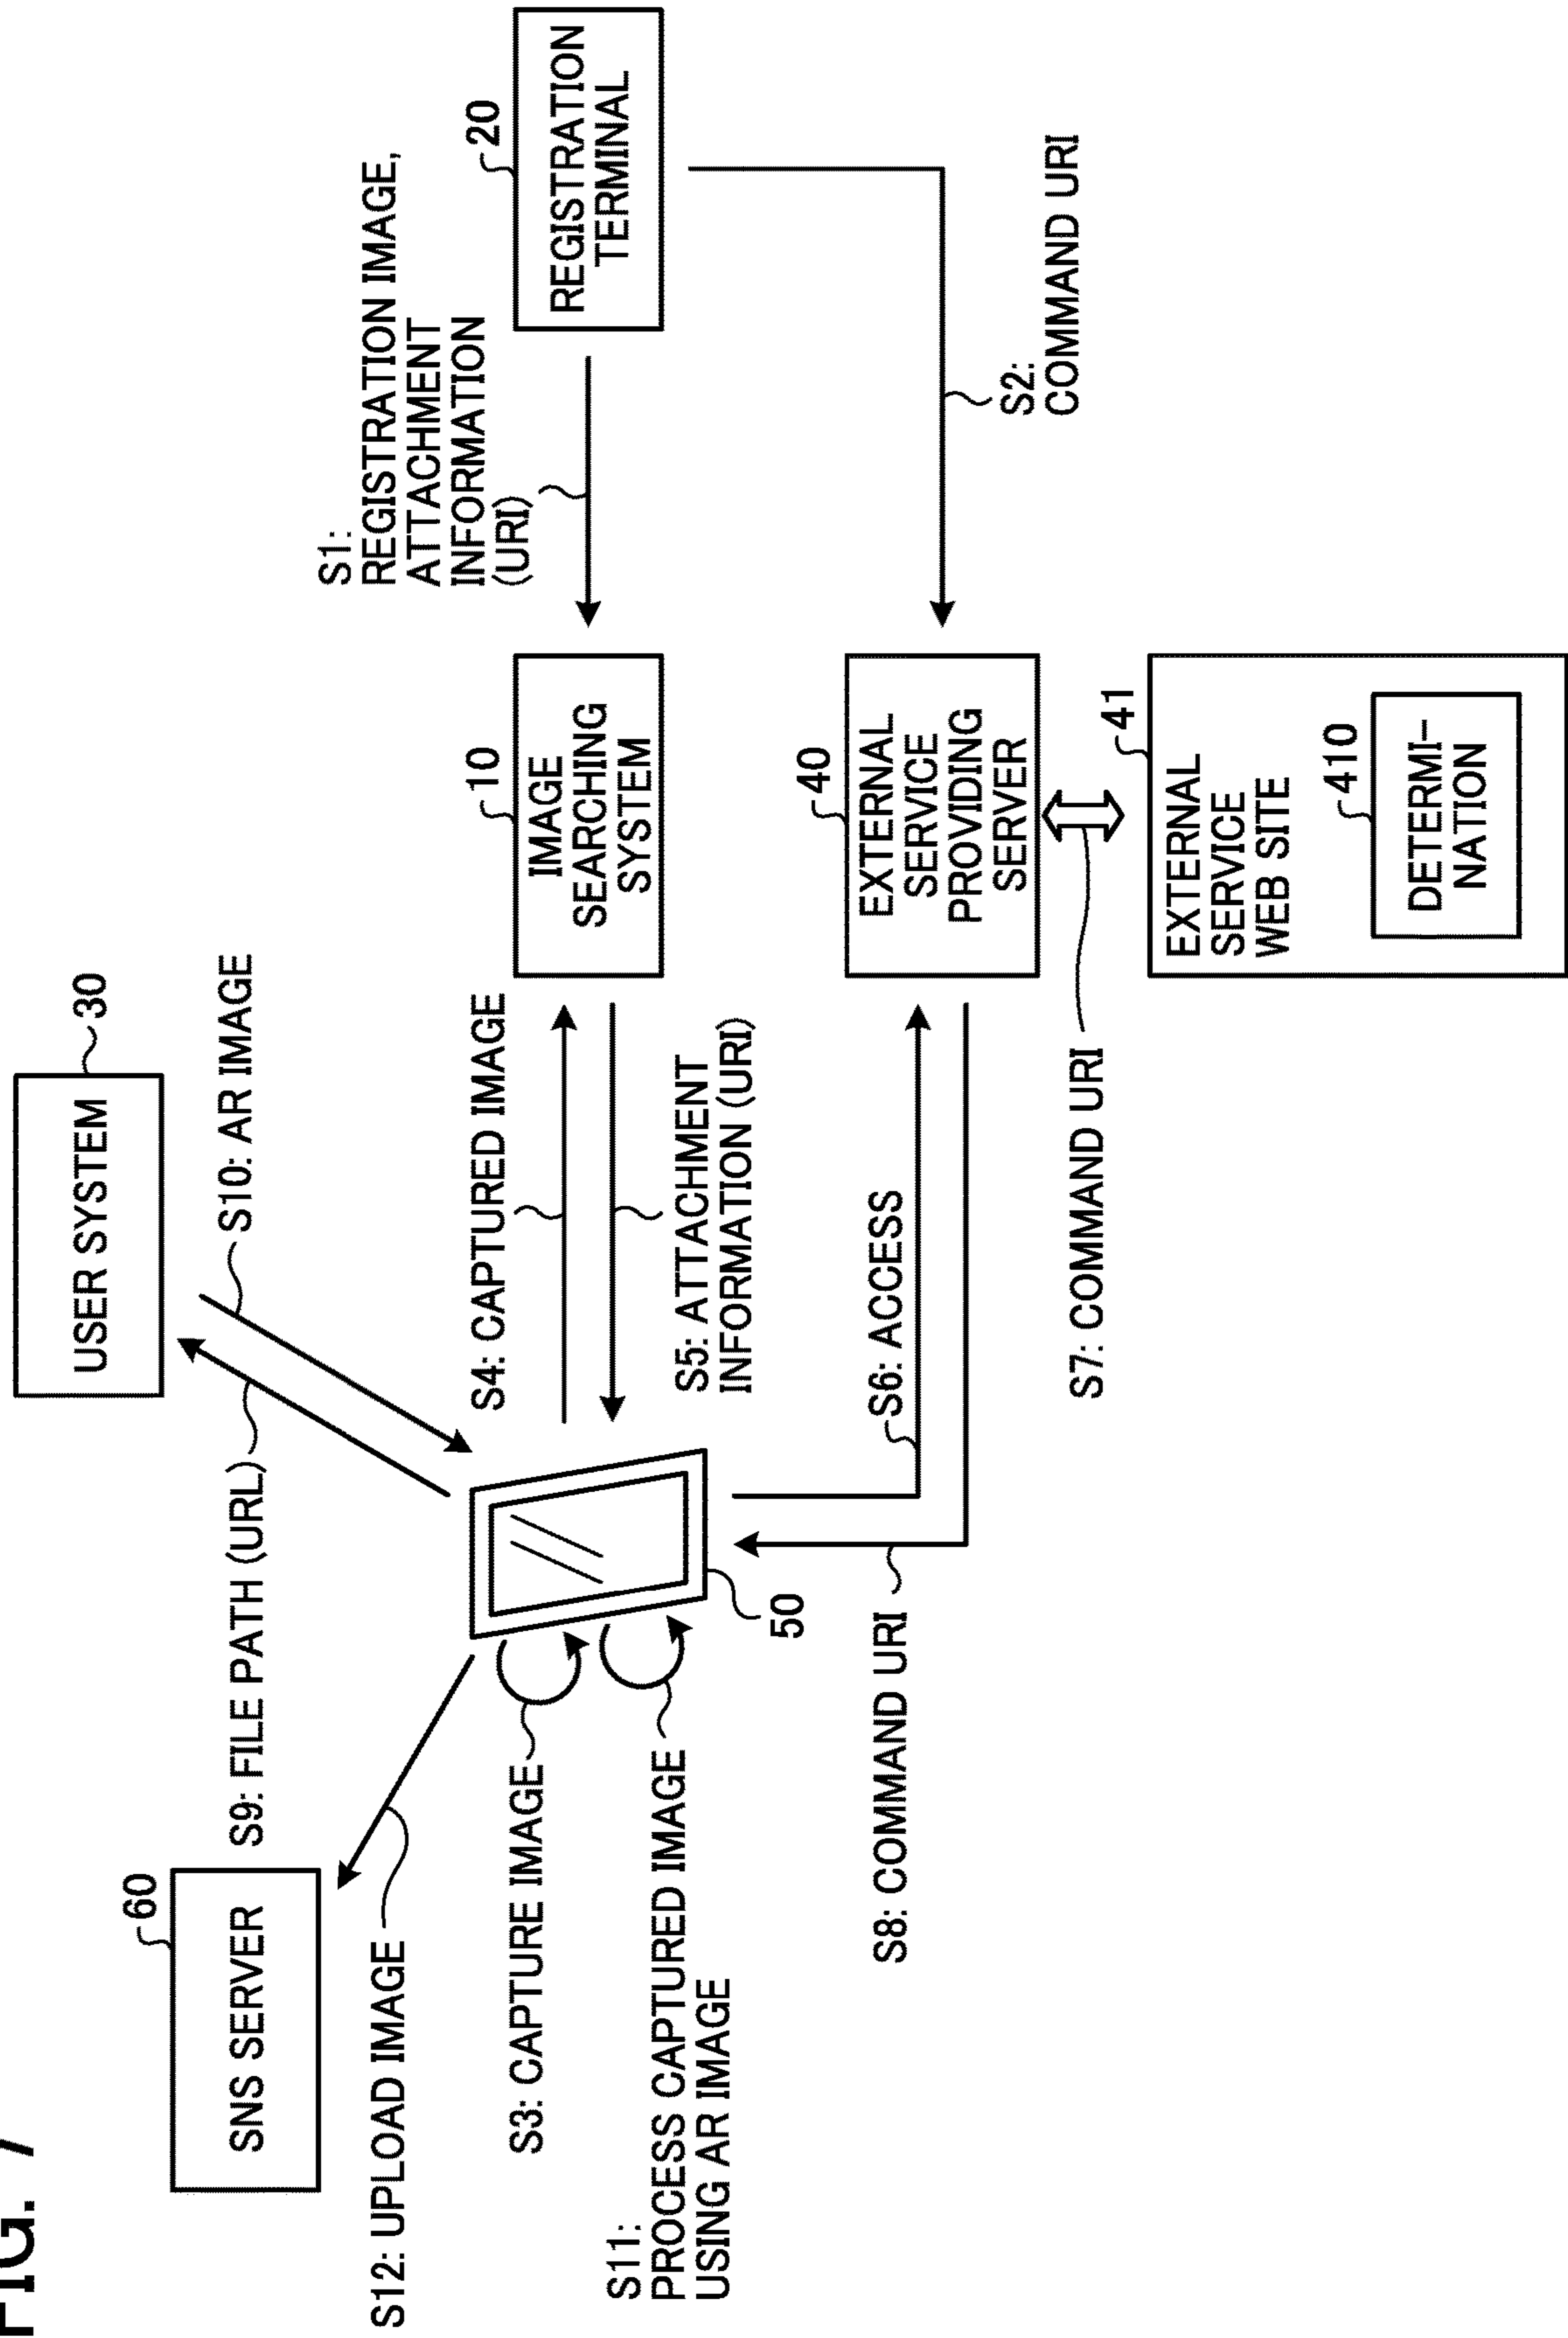 FIG. 7
USER SYSTEM
30
60
SNS SERVER
S9: FILE PATH (URL)
S10: AR IMAGE
S12: UPLOAD IMAGE
S1:
REGISTRATION IMAGE,
ATTACHMENT
INFORMATION
(URI)
S3: CAPTURE IMAGE
S4: CAPTURED IMAGE
10
IMAGE
SEARCHING
SYSTEM
20
REGISTRATION
TERMINAL
S11:
PROCESS CAPTURED IMAGE
USING AR IMAGE
50
S5: ATTACHMENT
INFORMATION (URI)
S8: COMMAND URI
S6: ACCESS
40
EXTERNAL
SERVICE
PROVIDING
SERVER
S2:
COMMAND URI
S7: COMMAND URI
41
EXTERNAL
SERVICE
WEB SITE
410
DETERMI-
NATION